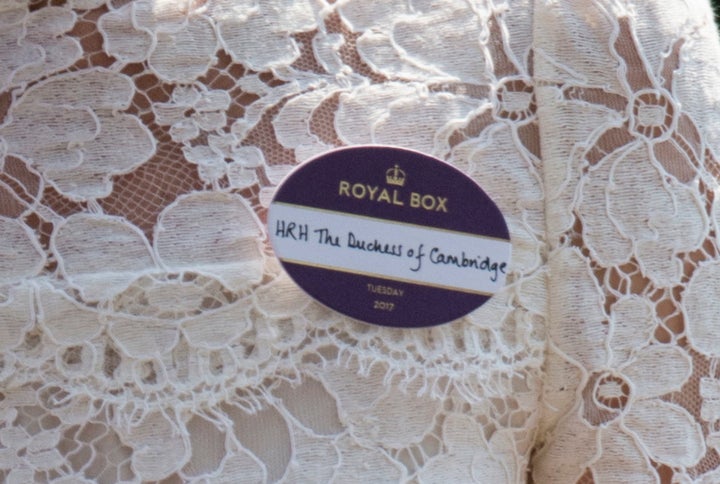 ROYAL BOX
HRH The Duchess of Cambridge
TUESDAY
2017